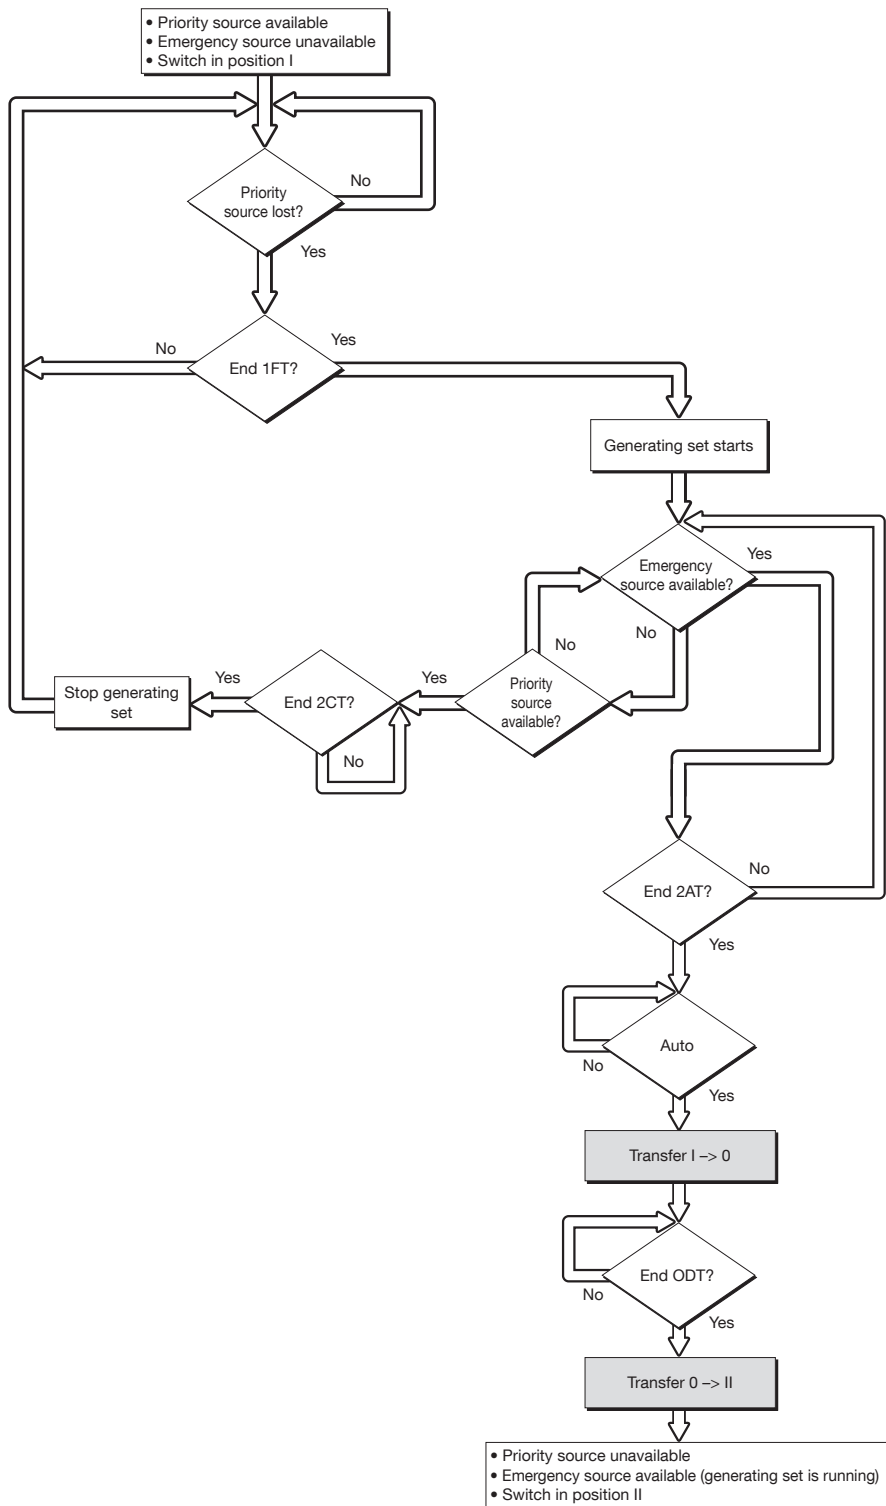 • Priority source available
• Emergency source unavailable
• Switch in position I
No
Priority
source lost?
Yes
No
Yes
End 1FT?
Generating set starts
Yes
Emergency
source available?
No
No
Yes
Yes
Priority
source
available?
Stop generating
set
End 2CT?
No
No
End 2AT?
Yes
Auto
No
Yes
Transfer I –> 0
End ODT?
No
Yes
Transfer 0 –> II
• Priority source unavailable
• Emergency source available (generating set is running)
• Switch in position II